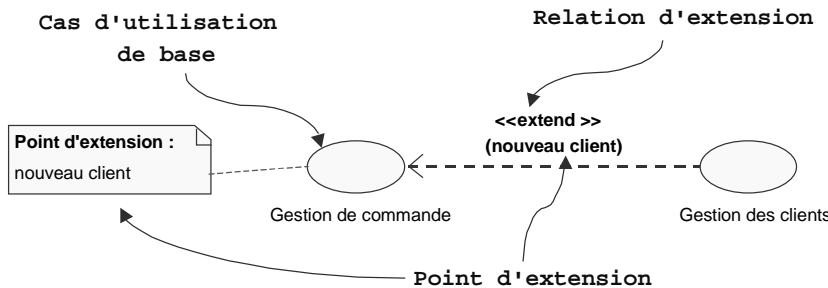 Cas d'utilisation
de base
Relation d'extension
<<extend >>
(nouveau client)
Point d'extension :
nouveau client
Gestion de commande
Gestion des clients
Point d'extension